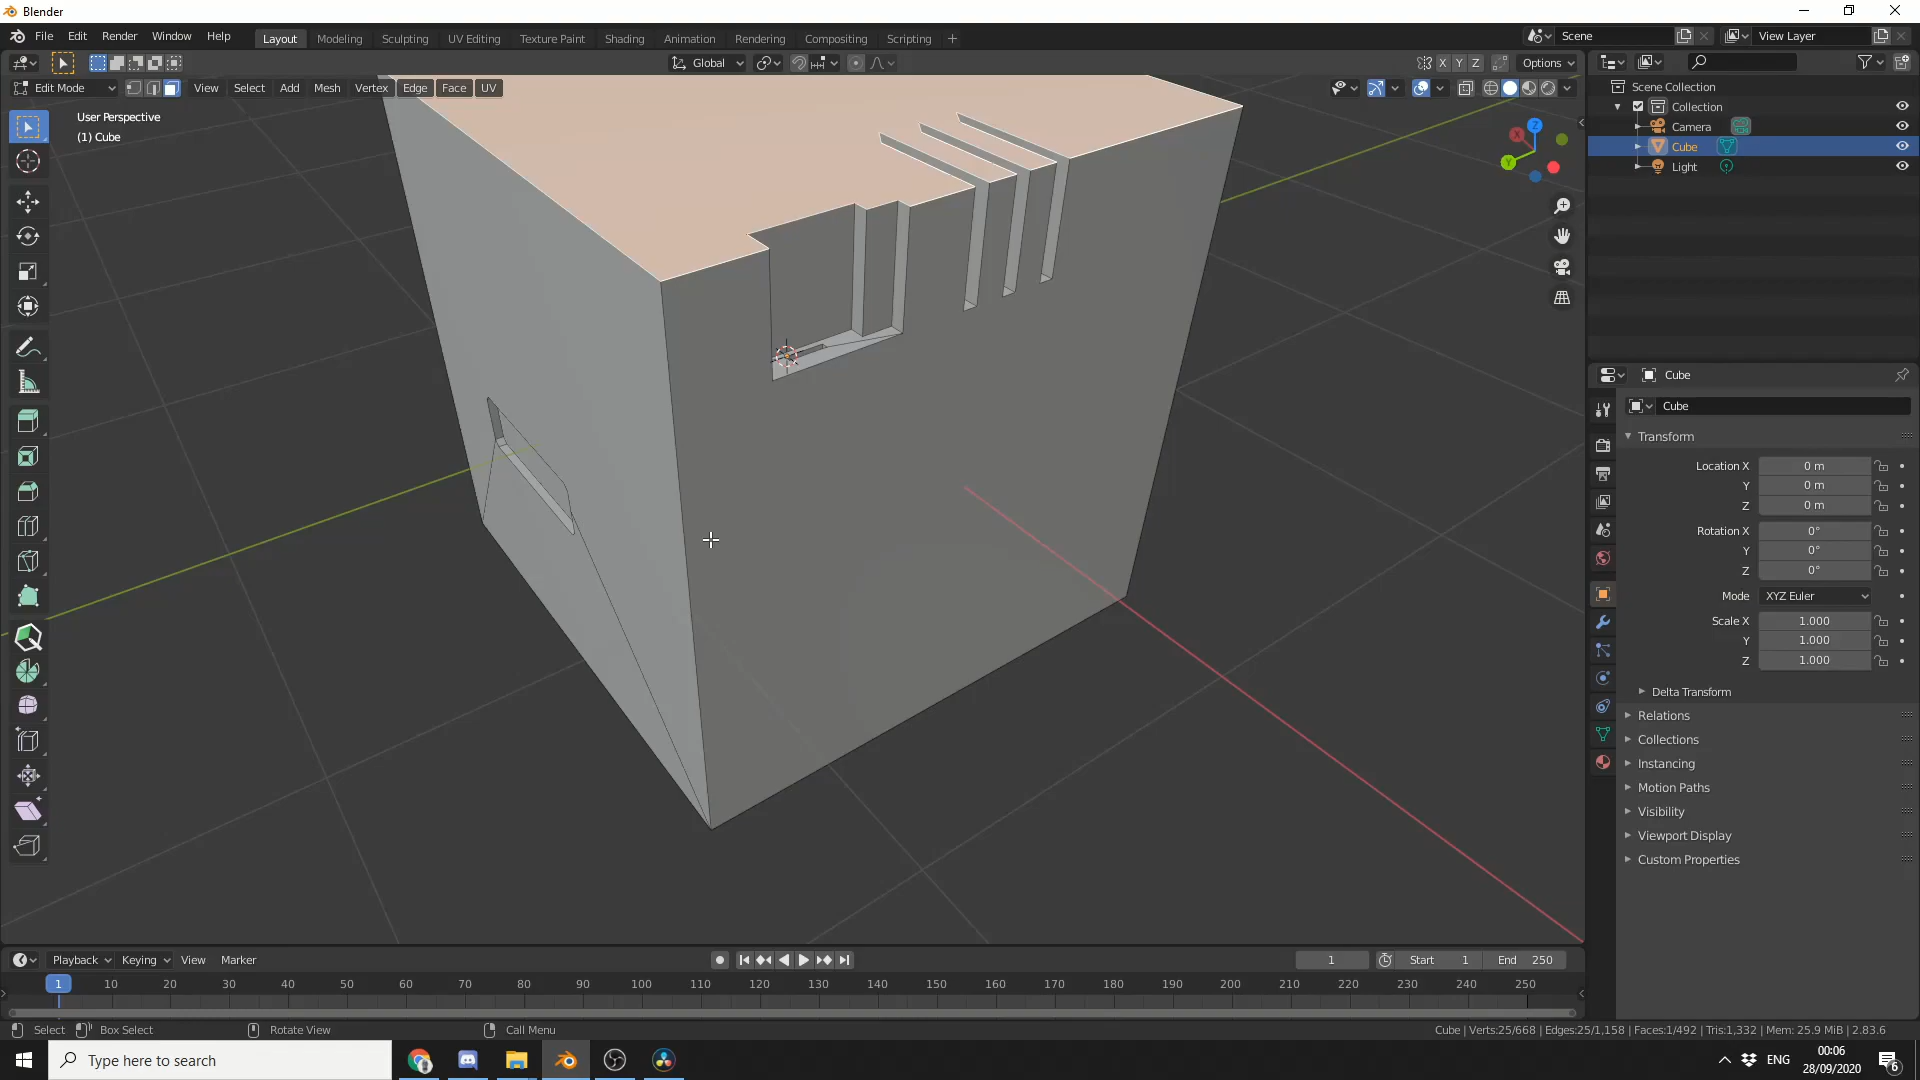 Blender
File Edit Render Window Help Layout Modeling Sculpting UV Editing Texture Paint Shading Animation Rendering Compositing Scripting + Scene View Layer
Global X Y Z Options
Edit Mode View Select Add Mesh Vertex Edge Face UV
User Perspective
(1) Cube
Z
X
Y
Scene Collection
Collection
Camera
Cube
Light
Cube
Cube
Transform
Location X 0 m
Y 0 m
Z 0 m
Rotation X 0°
Y 0°
Z 0°
Mode XYZ Euler
Scale X 1.000
Y 1.000
Z 1.000
Delta Transform
Relations
Collections
Instancing
Motion Paths
Visibility
Viewport Display
Custom Properties
Playback Keying View Marker 1 Start 1 End 250
1 10 20 30 40 50 60 70 80 90 100 110 120 130 140 150 160 170 180 190 200 210 220 230 240 250
Select Box Select Rotate View Call Menu Cube | Verts:25/668 | Edges:25/1,158 | Faces:1/492 | Tris:1,332 | Mem: 25.9 MiB | 2.83.6
Type here to search ENG 00:06
28/09/2020 6